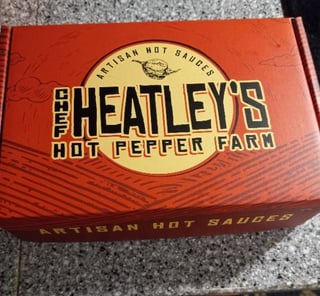 ARTISAN HOT SAUCES
CHEF
HEATLEY'S
HOT PEPPER FARM
ARTISAN HOT SAUCES